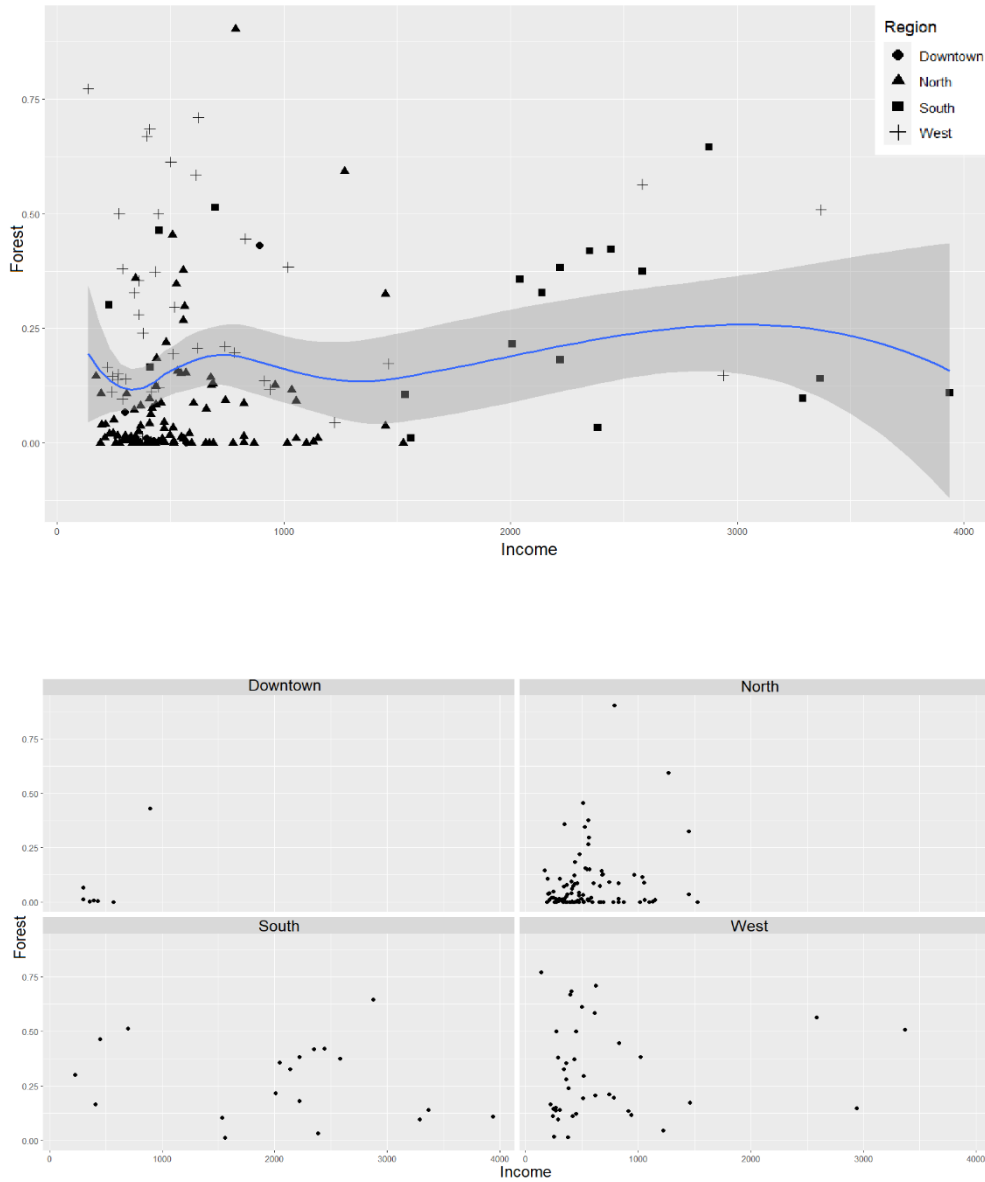 Region
Downtown
North
South
West
0.75
0.50
0.25
0.00
Forest
0 1000 2000 3000 4000
Income
Downtown North
0.75
0.50
0.25
0.00
South West
0.75
0.50
0.25
0.00
Forest
0 1000 2000 3000 4000 0 1000 2000 3000 4000
Income